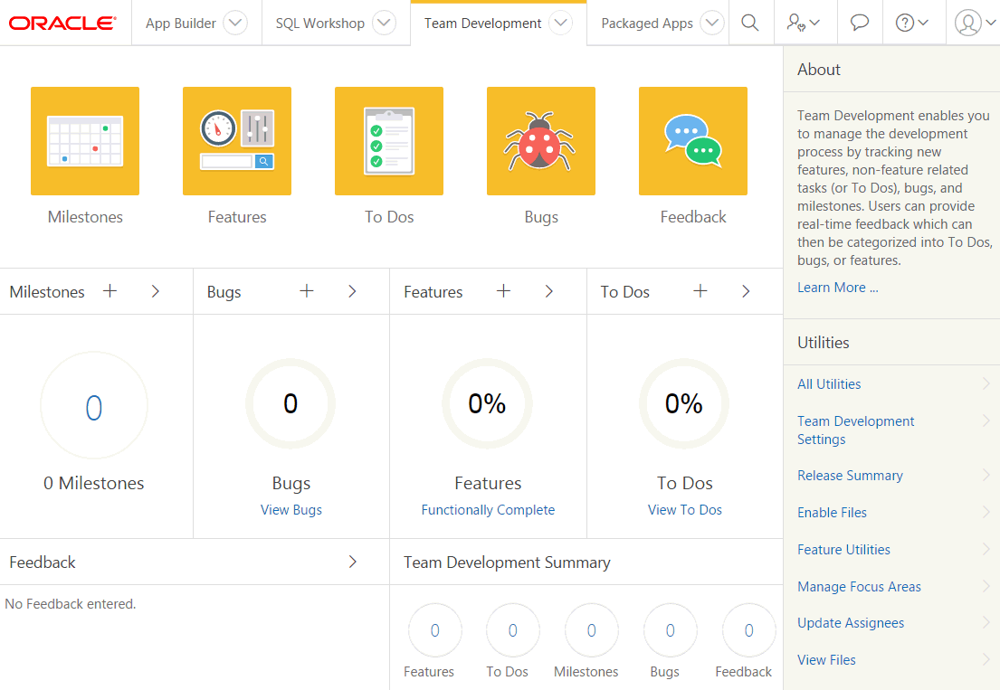 ORACLE®
App Builder
SQL Workshop
Team Development
Packaged Apps
Milestones
Features
To Dos
Bugs
Feedback
Milestones
Bugs
Features
To Dos
0
0
0%
0%
0 Milestones
Bugs
Features
To Dos
View Bugs
Functionally Complete
View To Dos
Feedback
No Feedback entered.
Team Development Summary
0
0
0
0
0
Features
To Dos
Milestones
Bugs
Feedback
About
Team Development enables you
to manage the development
process by tracking new
features, non-feature related
tasks (or To Dos), bugs, and
milestones. Users can provide
real-time feedback which can
then be categorized into To Dos,
bugs, or features.
Learn More ...
Utilities
All Utilities
Team Development
Settings
Release Summary
Enable Files
Feature Utilities
Manage Focus Areas
Update Assignees
View Files